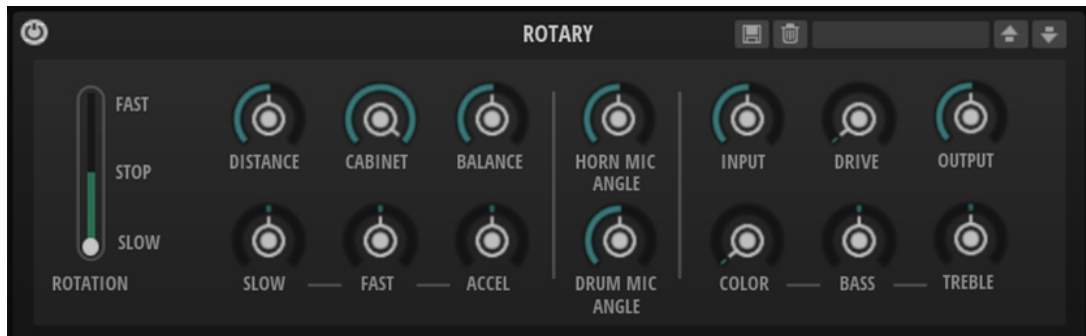 ROTARY
FAST
STOP
SLOW
ROTATION
DISTANCE CABINET BALANCE
SLOW FAST ACCEL
HORN MIC
ANGLE
DRUM MIC
ANGLE
INPUT DRIVE OUTPUT
COLOR BASS TREBLE